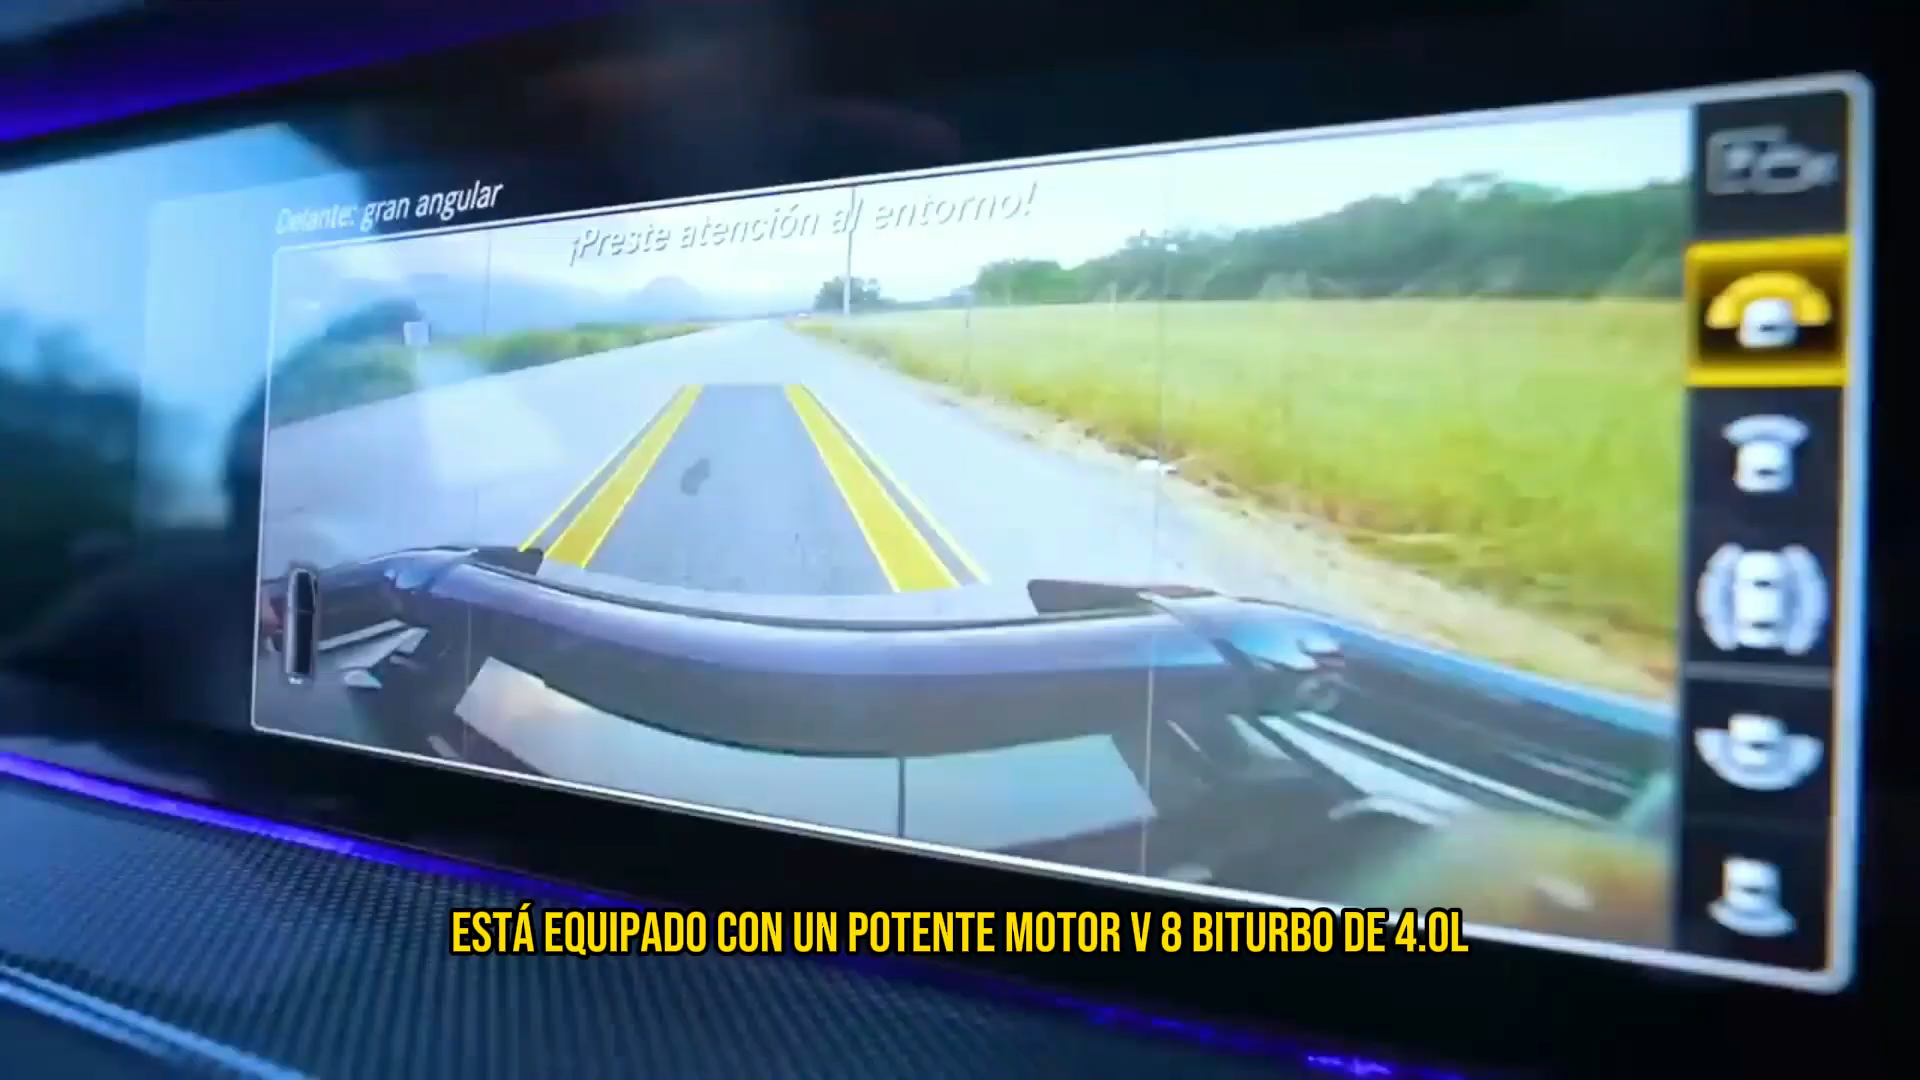 Delante: gran angular
¡Preste atención al entorno!
ESTÁ EQUIPADO CON UN POTENTE MOTOR V 8 BITURBO DE 4.0L